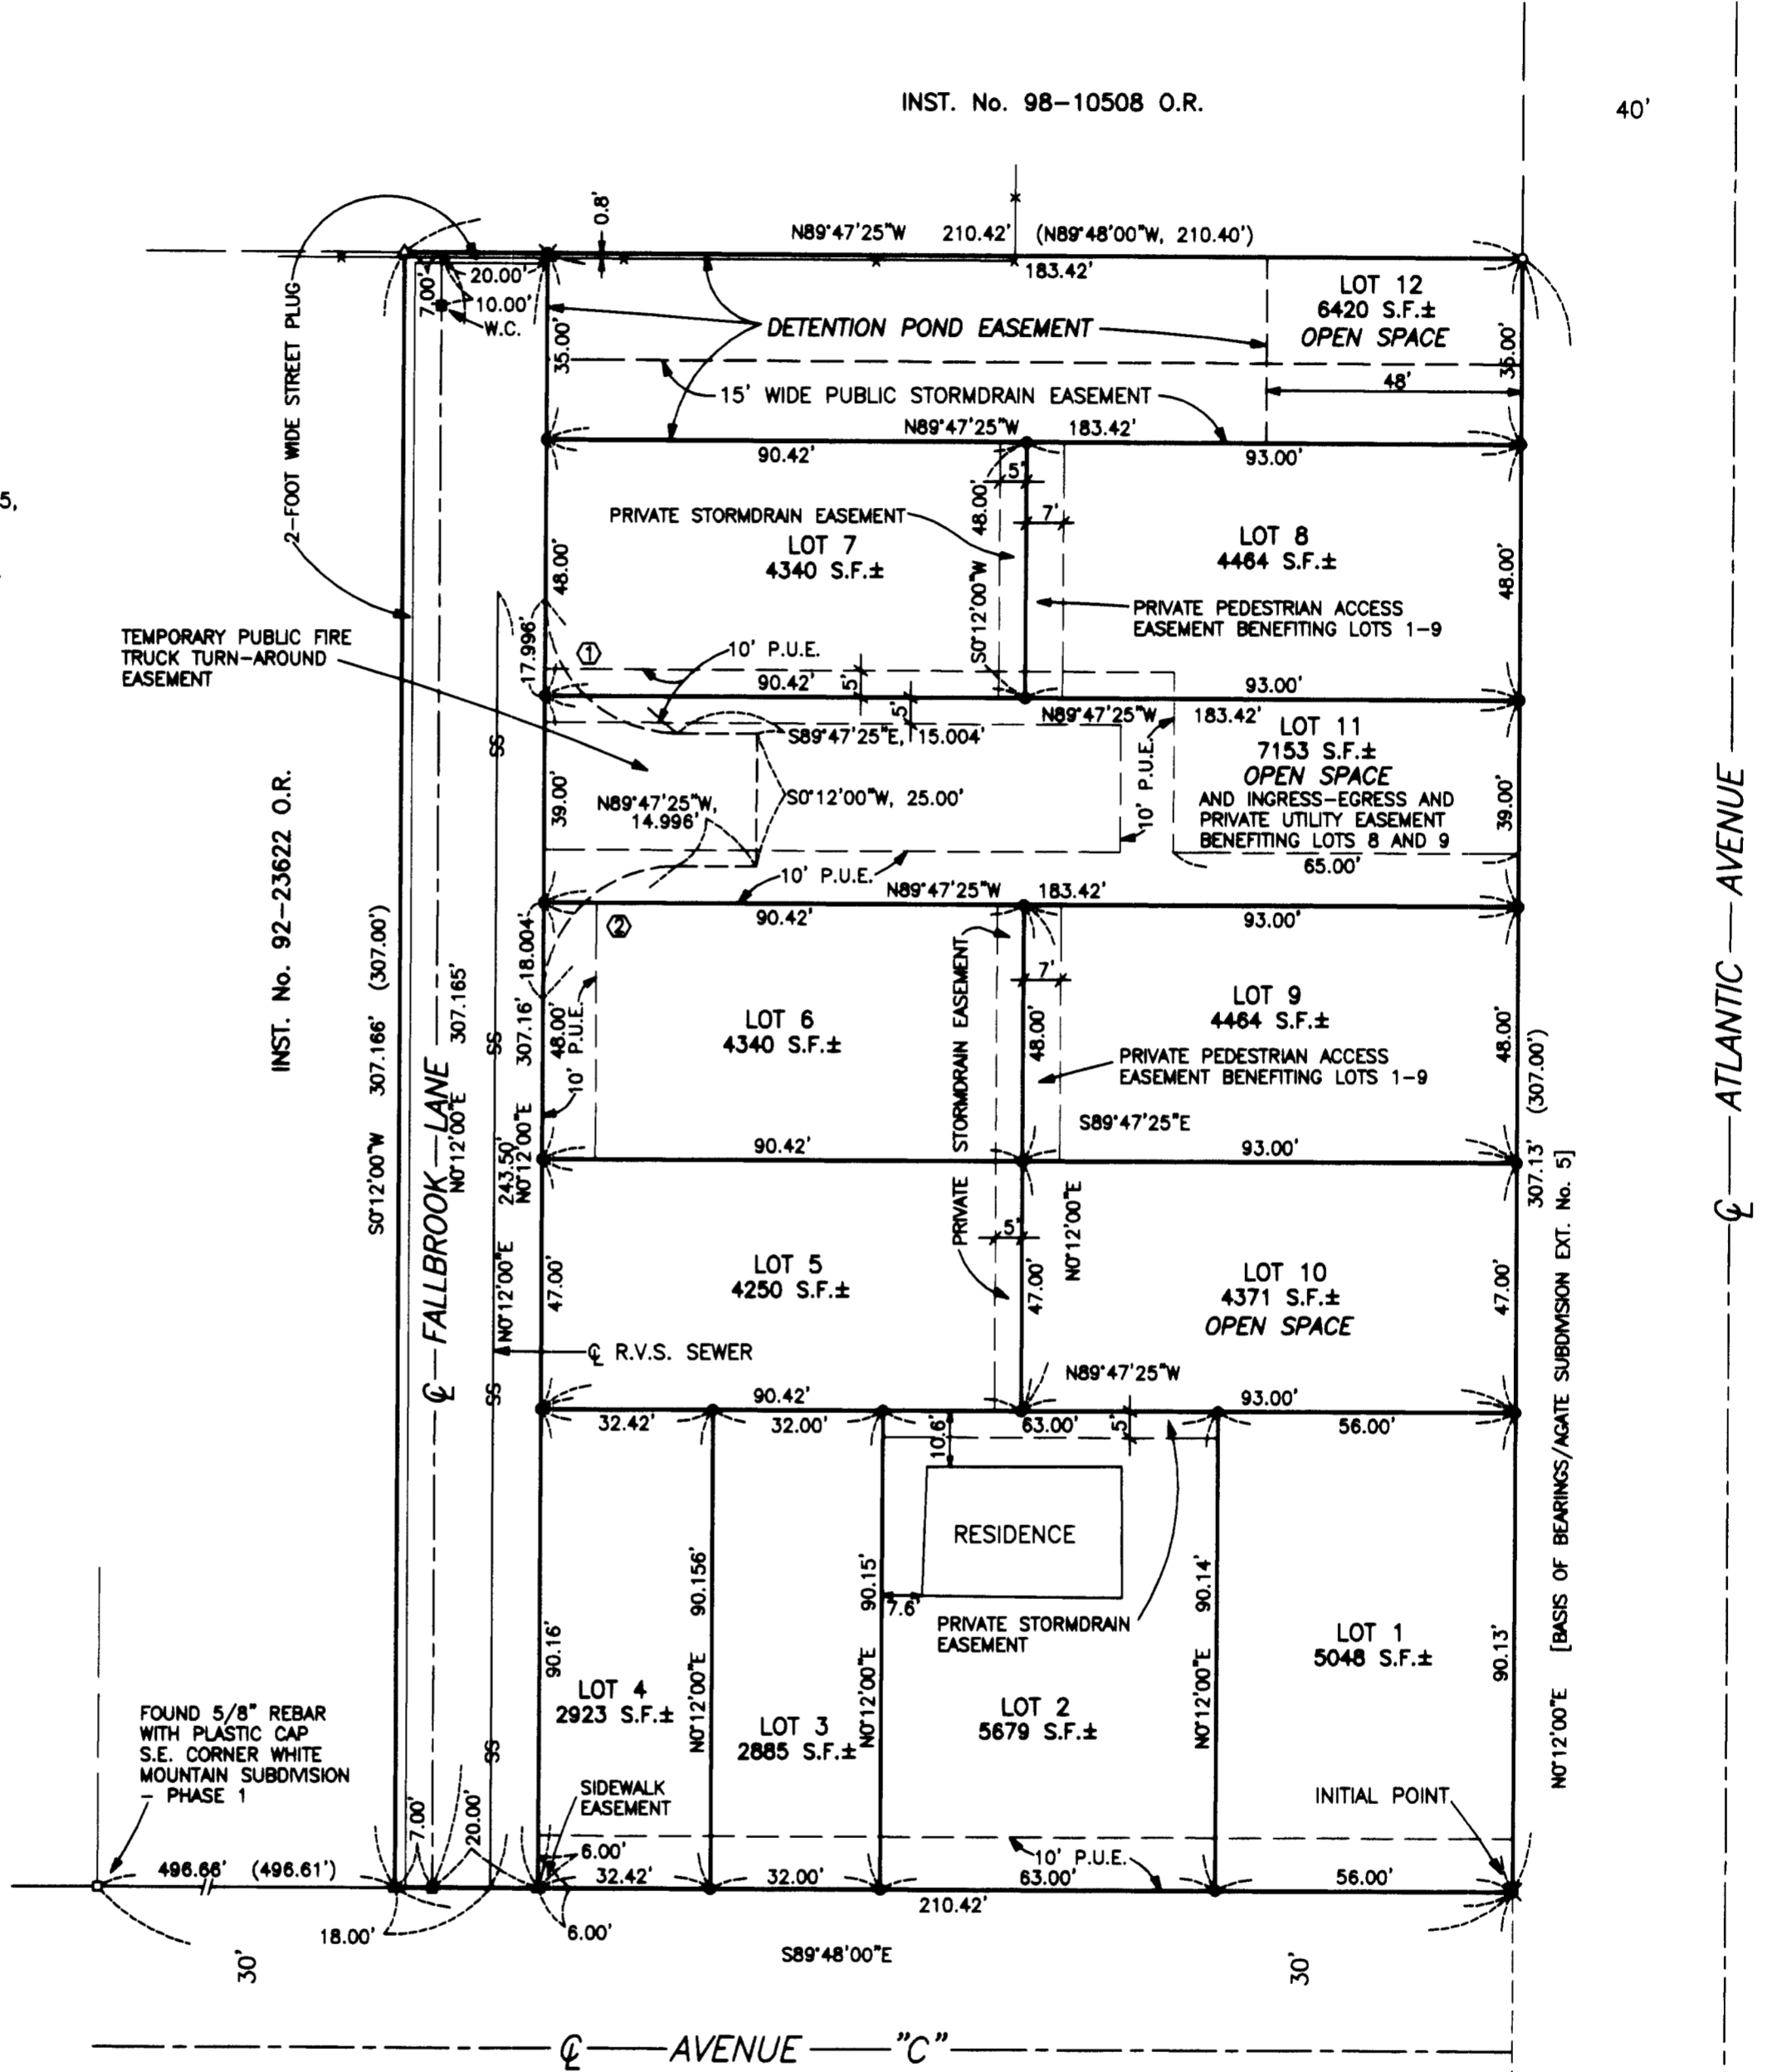 INST. No. 98-10508 O.R.
40'
0.8'
N89°47'25"W 210.42' (N89°48'00"W, 210.40')
183.42'
20.00'
7.00'
10.00'
W.C.
2-FOOT WIDE STREET PLUG
35.00'
DETENTION POND EASEMENT
LOT 12
6420 S.F.±
OPEN SPACE
35.00'
48'
15' WIDE PUBLIC STORMDRAIN EASEMENT
N89°47'25"W 183.42'
90.42'
93.00'
5,
5'
7'
48.00'
S0°12'00"W
PRIVATE STORMDRAIN EASEMENT
LOT 7
4340 S.F.±
48.00'
LOT 8
4464 S.F.±
48.00'
PRIVATE PEDESTRIAN ACCESS
EASEMENT BENEFITING LOTS 1-9
TEMPORARY PUBLIC FIRE
TRUCK TURN-AROUND
EASEMENT
17.996'
1
10' P.U.E.
90.42'
5'
5'
93.00'
N89°47'25"W 183.42'
S89°47'25"E, 15.004'
LOT 11
7153 S.F.±
OPEN SPACE
AND INGRESS-EGRESS AND
PRIVATE UTILITY EASEMENT
BENEFITING LOTS 8 AND 9
65.00'
10' P.U.E.
39.00'
39.00'
N89°47'25"W,
14.996'
S0°12'00"W, 25.00'
10' P.U.E.
N89°47'25"W 183.42'
90.42'
93.00'
INST. No. 92-23622 O.R.
SS
2
18.004'
S0°12'00"W 307.166' (307.00')
FALLBROOK LANE
N0°12'00"E 307.165'
SS
243.50'
N0°12'00"E
N0°12'00"E 307.16'
48.00'
10' P.U.E.
LOT 6
4340 S.F.±
PRIVATE STORMDRAIN EASEMENT
7'
48.00'
LOT 9
4464 S.F.±
48.00'
PRIVATE PEDESTRIAN ACCESS
EASEMENT BENEFITING LOTS 1-9
S89°47'25"E
90.42'
93.00'
307.13' (307.00')
N0°12'00"E [BASIS OF BEARINGS/AGATE SUBDIVISION EXT. No. 5]
ATLANTIC AVENUE
℄
5'
N0°12'00"E
47.00'
LOT 5
4250 S.F.±
47.00'
LOT 10
4371 S.F.±
OPEN SPACE
47.00'
℄ R.V.S. SEWER
℄
SS
N89°47'25"W
90.42'
93.00'
32.42'
32.00'
63.00'
5'
56.00'
10.6'
RESIDENCE
7.6'
PRIVATE STORMDRAIN
EASEMENT
90.16'
90.156'
90.15'
90.14'
90.13'
N0°12'00"E
N0°12'00"E
N0°12'00"E
LOT 4
2923 S.F.±
LOT 3
2885 S.F.±
LOT 2
5679 S.F.±
LOT 1
5048 S.F.±
FOUND 5/8" REBAR
WITH PLASTIC CAP
S.E. CORNER WHITE
MOUNTAIN SUBDIVISION
- PHASE 1
SS
SIDEWALK
EASEMENT
INITIAL POINT
7.00'
20.00'
6.00'
10' P.U.E.
496.66' (496.61')
32.42'
32.00'
63.00'
56.00'
210.42'
18.00'
6.00'
S89°48'00"E
30'
30'
℄ AVENUE "C"